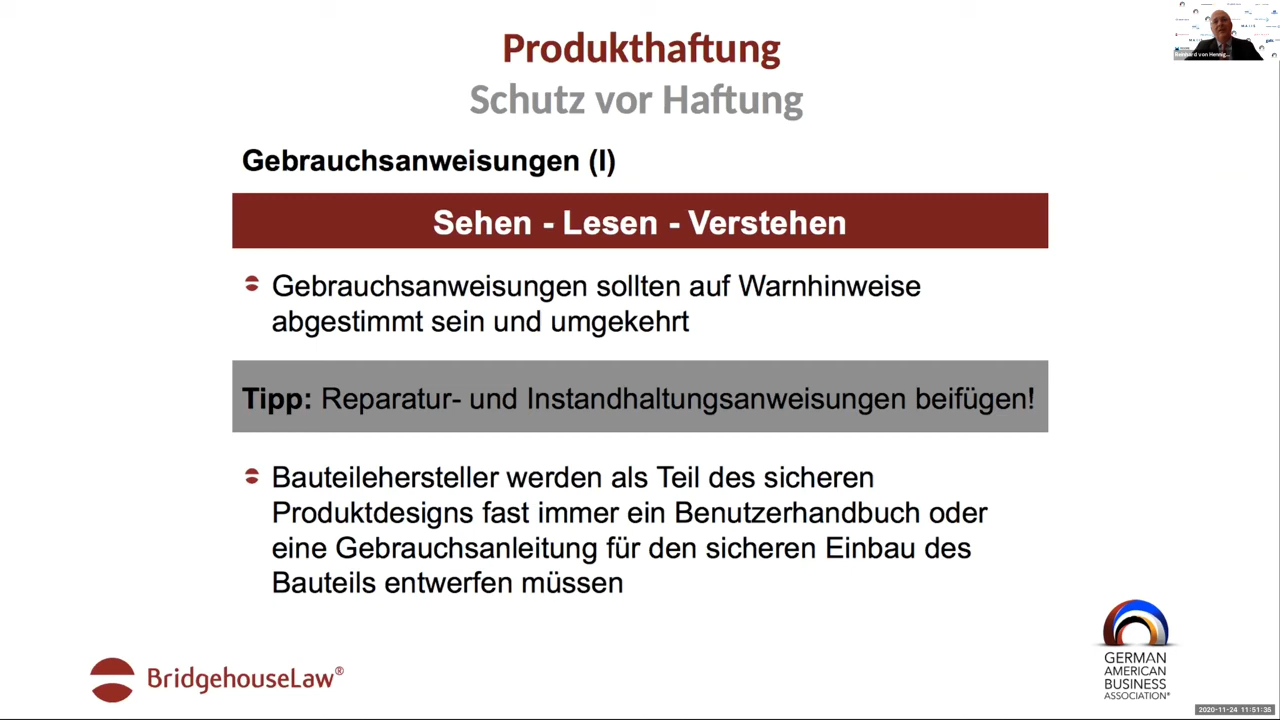 Produkthaftung
Schutz vor Haftung
Gebrauchsanweisungen (I)
Sehen - Lesen - Verstehen
Gebrauchsanweisungen sollten auf Warnhinweise
abgestimmt sein und umgekehrt
Tipp: Reparatur- und Instandhaltungsanweisungen beifügen!
Bauteilehersteller werden als Teil des sicheren
Produktdesigns fast immer ein Benutzerhandbuch oder
eine Gebrauchsanleitung für den sicheren Einbau des
Bauteils entwerfen müssen
BridgehouseLaw®
GERMAN
AMERICAN
BUSINESS
ASSOCIATION®
2020-11-24 11:51:35